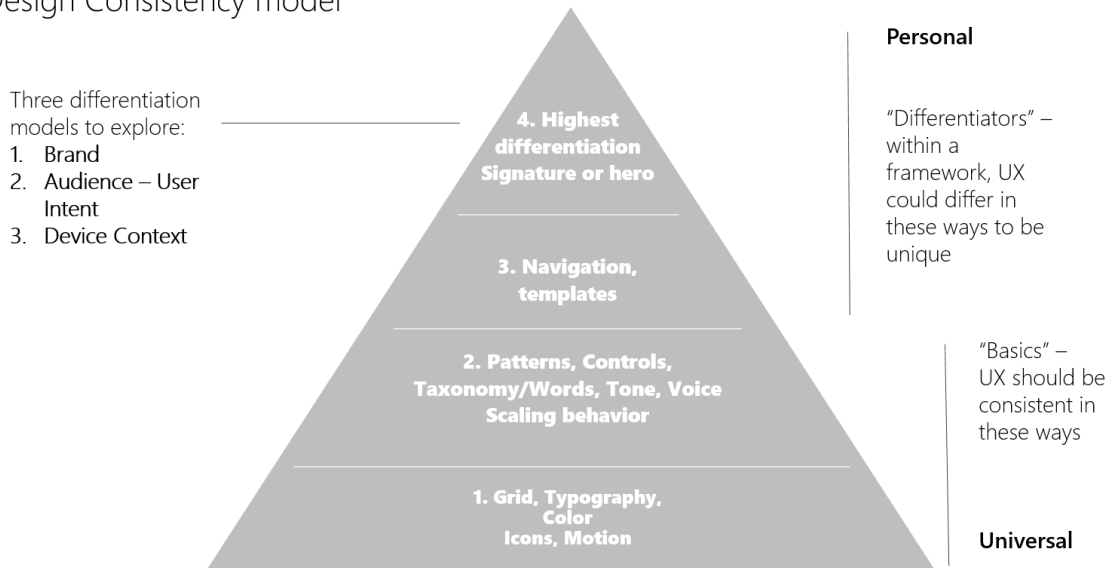 Design Consistency model
Three differentiation
models to explore:
1. Brand
2. Audience – User
Intent
3. Device Context
4. Highest
differentiation
Signature or hero
3. Navigation,
templates
2. Patterns, Controls,
Taxonomy/Words, Tone, Voice
Scaling behavior
1. Grid, Typography,
Color
Icons, Motion
Personal
“Differentiators” –
within a
framework, UX
could differ in
these ways to be
unique
“Basics” –
UX should be
consistent in
these ways
Universal